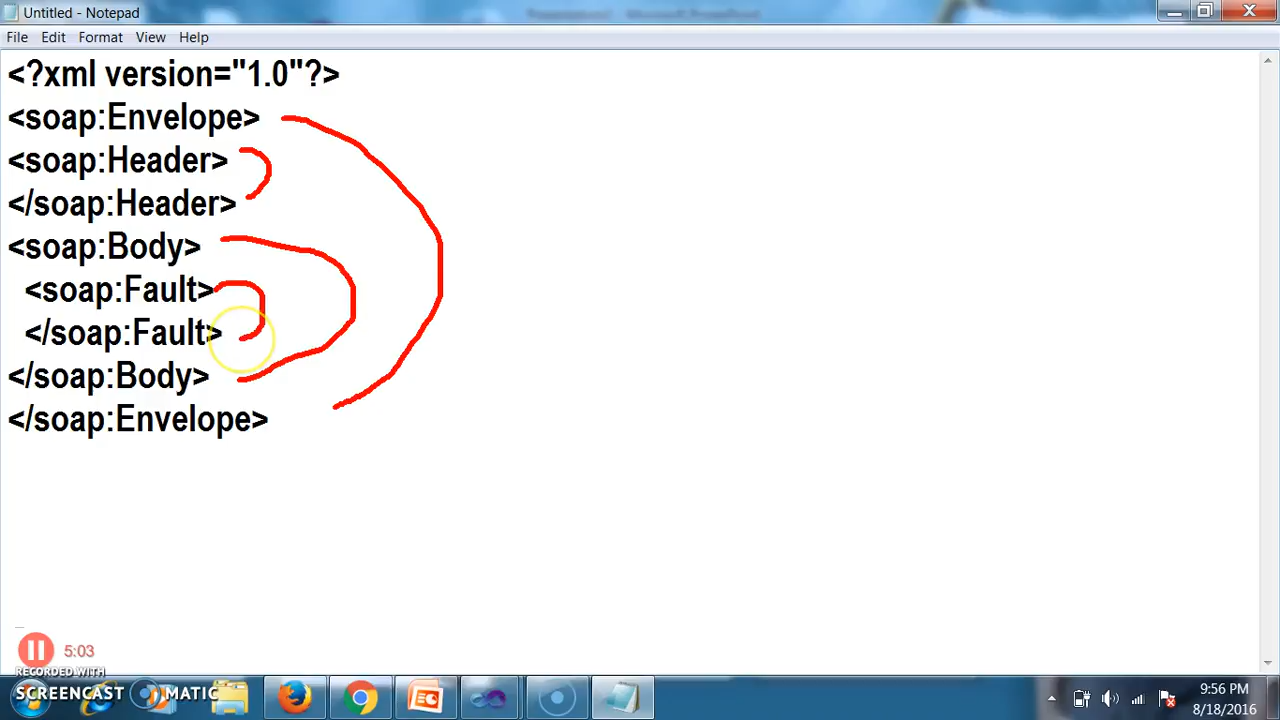 Untitled - Notepad
File Edit Format View Help
<?xml version="1.0"?>
<soap:Envelope>
<soap:Header>
</soap:Header>
<soap:Body>
<soap:Fault>
</soap:Fault>
</soap:Body>
</soap:Envelope>
5:03
RECORDED WITH
SCREENCAST MATIC
9:56 PM
8/18/2016